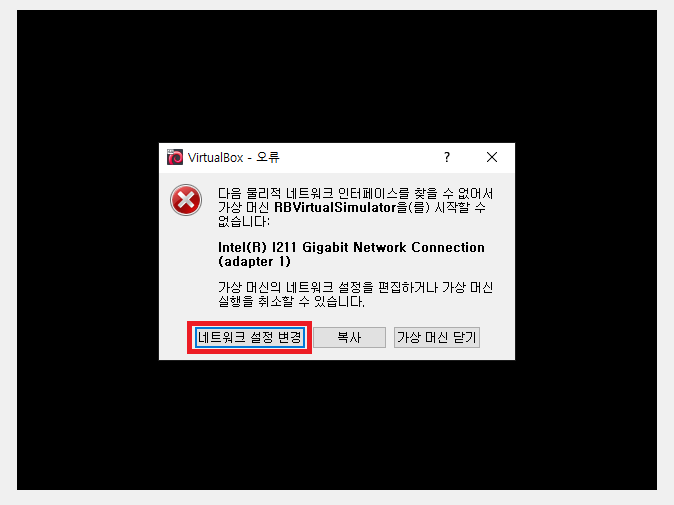 VirtualBox - 오류
?
다음 물리적 네트워크 인터페이스를 찾을 수 없어서
가상 머신 RBVirtualSimulator을(를) 시작할 수
없습니다:
Intel(R) I211 Gigabit Network Connection
(adapter 1)
가상 머신의 네트워크 설정을 편집하거나 가상 머신
실행을 취소할 수 있습니다.
네트워크 설정 변경
복사
가상 머신 닫기